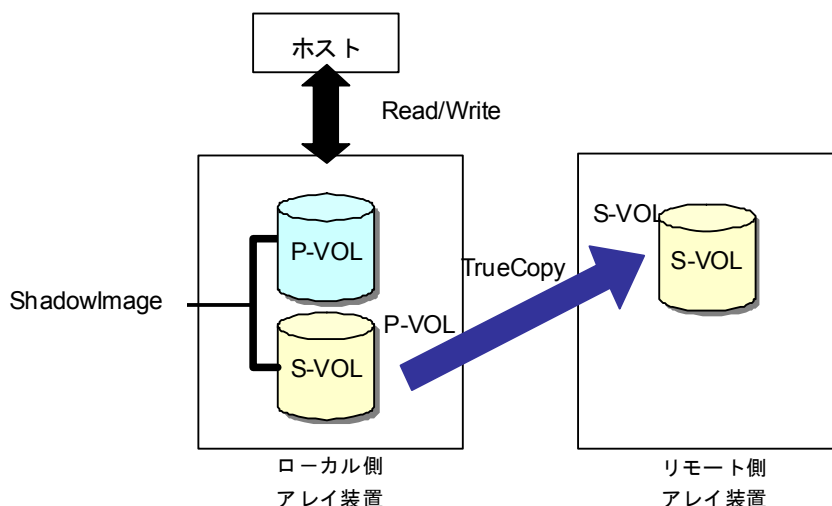 ホスト
Read/Write
S-VOL
P-VOL
S-VOL
TrueCopy
ShadowImage
P-VOL
S-VOL
ローカル側
アレイ装置
リモート側
アレイ装置